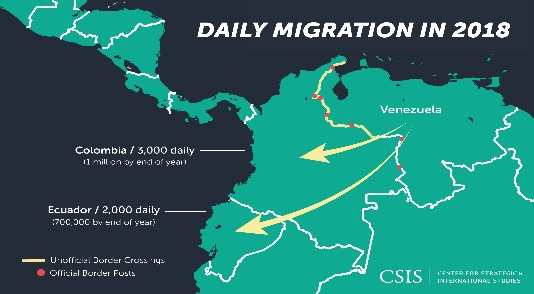 DAILY MIGRATION IN 2018
Venezuela
Colombia / 3,000 daily
(1 million by end of year)
Ecuador / 2,000 daily
(700,000 by end of year)
Unofficial Border Crossings
Official Border Posts
CSIS
CENTER FOR STRATEGIC &
INTERNATIONAL STUDIES